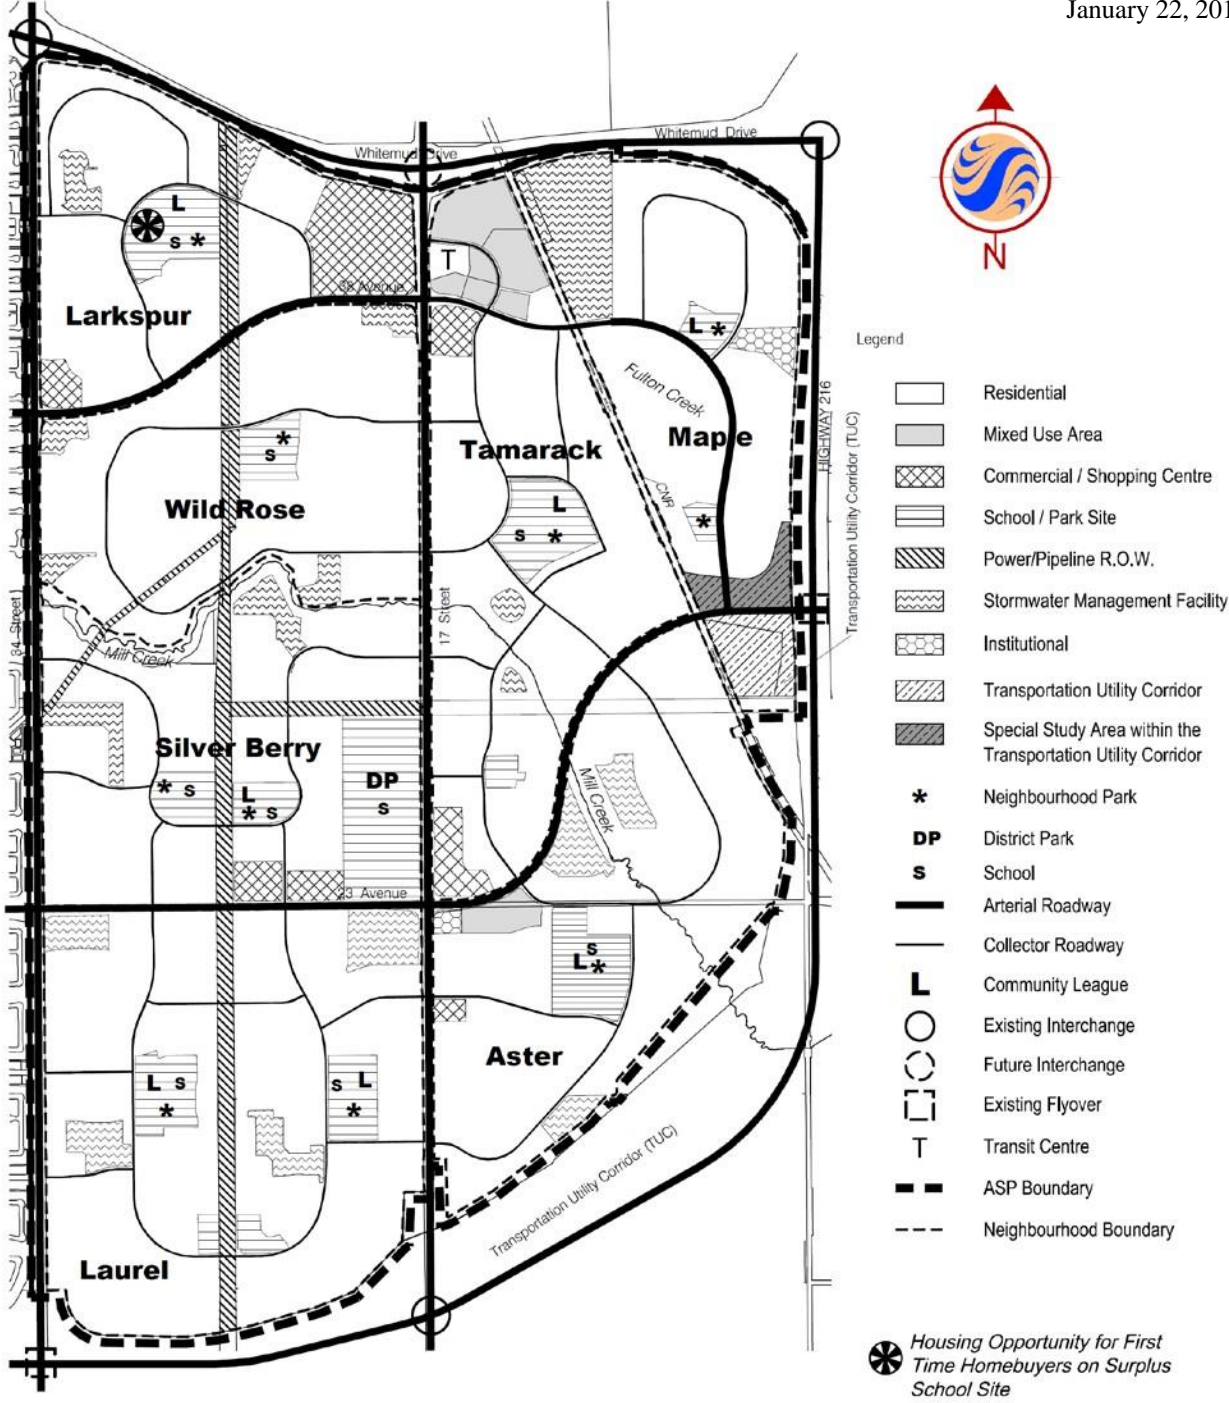 January 22, 201
Whitemud Drive
Whitemud Drive
L
S *
T
38 Avenue
Larkspur
L *
Legend
Fulton Creek
HIGHWAY 216
Transportation Utility Corridor (TUC)
Maple
Tamarack
*
S
Wild Rose
CNR
L
S *
*
34 Street
17 Street
Mill Creek
Silver Berry
DP
S
* S
L
* S
Mill Creek
23 Avenue
S
L *
Aster
L S
*
S L
*
Transportation Utility Corridor (TUC)
Laurel
N
Residential
Mixed Use Area
Commercial / Shopping Centre
School / Park Site
Power/Pipeline R.O.W.
Stormwater Management Facility
Institutional
Transportation Utility Corridor
Special Study Area within the
Transportation Utility Corridor
* Neighbourhood Park
DP District Park
S School
Arterial Roadway
Collector Roadway
L Community League
Existing Interchange
Future Interchange
Existing Flyover
T Transit Centre
ASP Boundary
Neighbourhood Boundary
Housing Opportunity for First
Time Homebuyers on Surplus
School Site